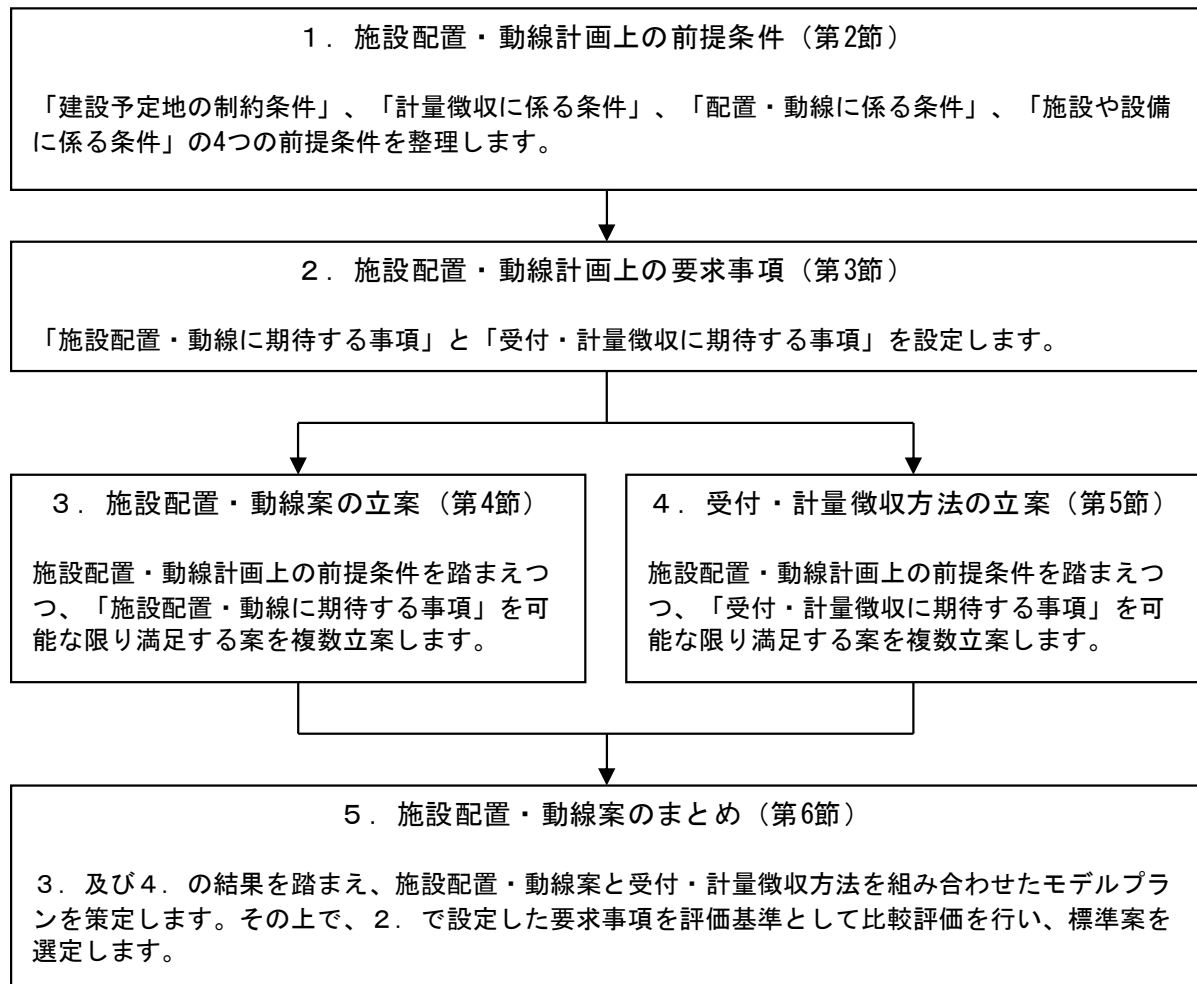 １．施設配置・動線計画上の前提条件（第2節）
「建設予定地の制約条件」、「計量徴収に係る条件」、「配置・動線に係る条件」、「施設や設備
に係る条件」の4つの前提条件を整理します。
２．施設配置・動線計画上の要求事項（第3節）
「施設配置・動線に期待する事項」と「受付・計量徴収に期待する事項」を設定します。
３．施設配置・動線案の立案（第4節）
施設配置・動線計画上の前提条件を踏まえつ
つ、「施設配置・動線に期待する事項」を可
能な限り満足する案を複数立案します。
４．受付・計量徴収方法の立案（第5節）
施設配置・動線計画上の前提条件を踏まえつ
つ、「受付・計量徴収に期待する事項」を可
能な限り満足する案を複数立案します。
５．施設配置・動線案のまとめ（第6節）
３．及び４．の結果を踏まえ、施設配置・動線案と受付・計量徴収方法を組み合わせたモデルプラ
ンを策定します。その上で、２．で設定した要求事項を評価基準として比較評価を行い、標準案を
選定します。